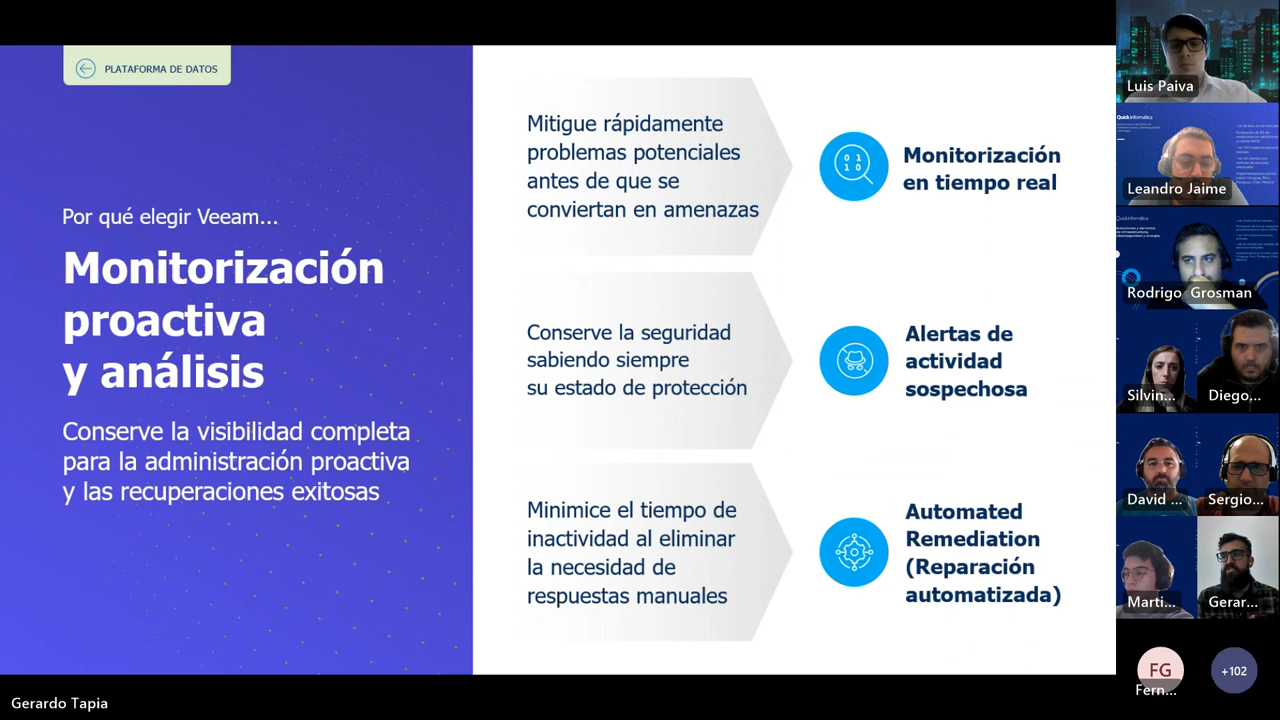 PLATAFORMA DE DATOS
Por qué elegir Veeam...
Monitorización
proactiva
y análisis
Conserve la visibilidad completa
para la administración proactiva
y las recuperaciones exitosas
Mitigue rápidamente
problemas potenciales
antes de que se
conviertan en amenazas
Monitorización
en tiempo real
Conserve la seguridad
sabiendo siempre
su estado de protección
Alertas de
actividad
sospechosa
Minimice el tiempo de
inactividad al eliminar
la necesidad de
respuestas manuales
Automated
Remediation
(Reparación
automatizada)
Gerardo Tapia
Luis Paiva
QuickInformática
Leandro Jaime
QuickInformática
Rodrigo Grosman
Silvin...
Diego...
David ...
Sergio...
Marti...
Gerar...
FG
Fern...
+102